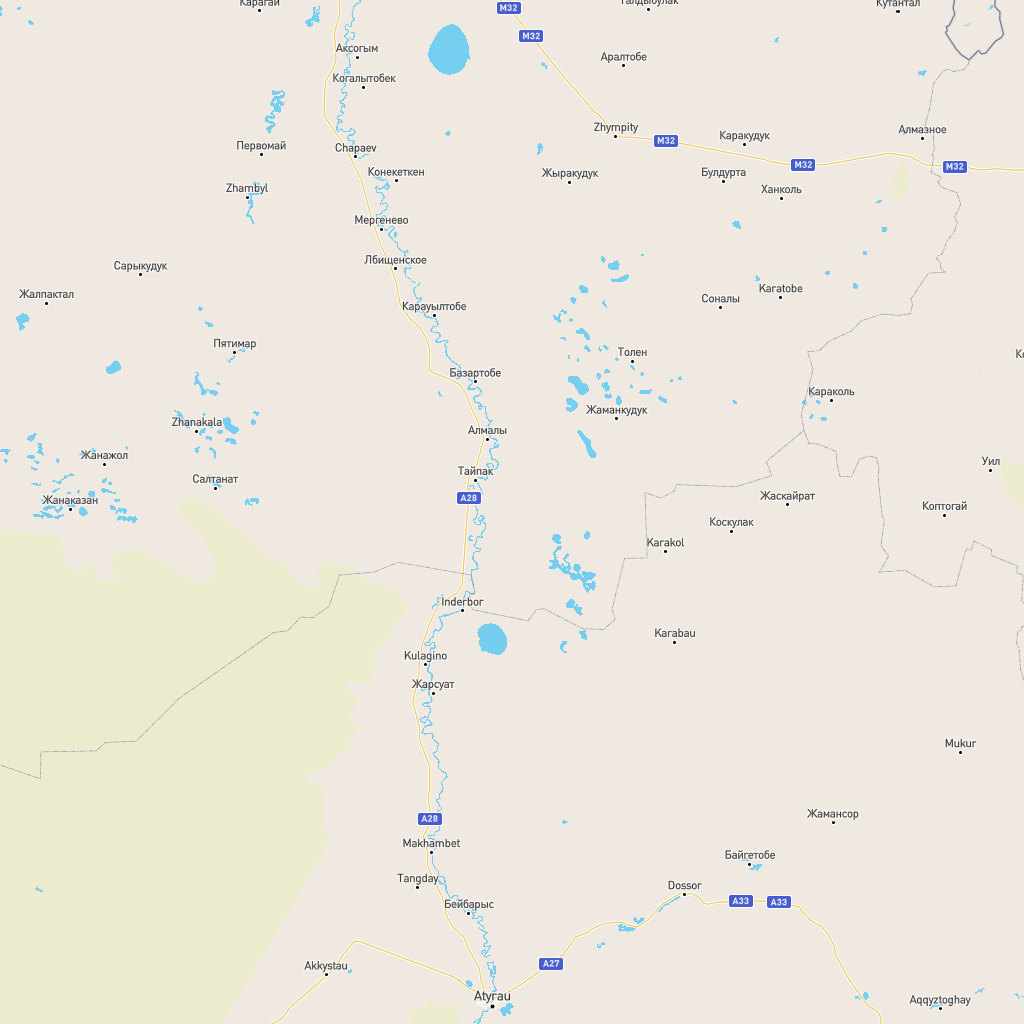 Карагай
M32
Талдыбулак
Кутантал
M32
Аксогым
Аралтобе
Когалытобек
Zhympity
Каракудук
Алмазное
M32
Первомай
Chapaev
M32
M32
Конекеткен
Жыракудук
Булдурта
Zhambyl
Ханколь
Мергенево
Лбищенское
Сарыкудук
Жалпактал
Karatobe
Соналы
Карауылтобе
Пятимар
Толен
Базартобе
Караколь
Жаманкудук
Zhanakala
Алмалы
Жанажол
Уил
Тайпак
Салтанат
A28
Жаскайрат
Жанаказан
Коптогай
Коскулак
Karakol
Inderbor
Karabau
Kulagino
Жарсуат
Mukur
Жамансор
A28
Makhambet
Байгетобе
Tangday
Dossor
Бейбарыс
A33
A33
A27
Akkystau
Atyrau
Aqqyztoghay